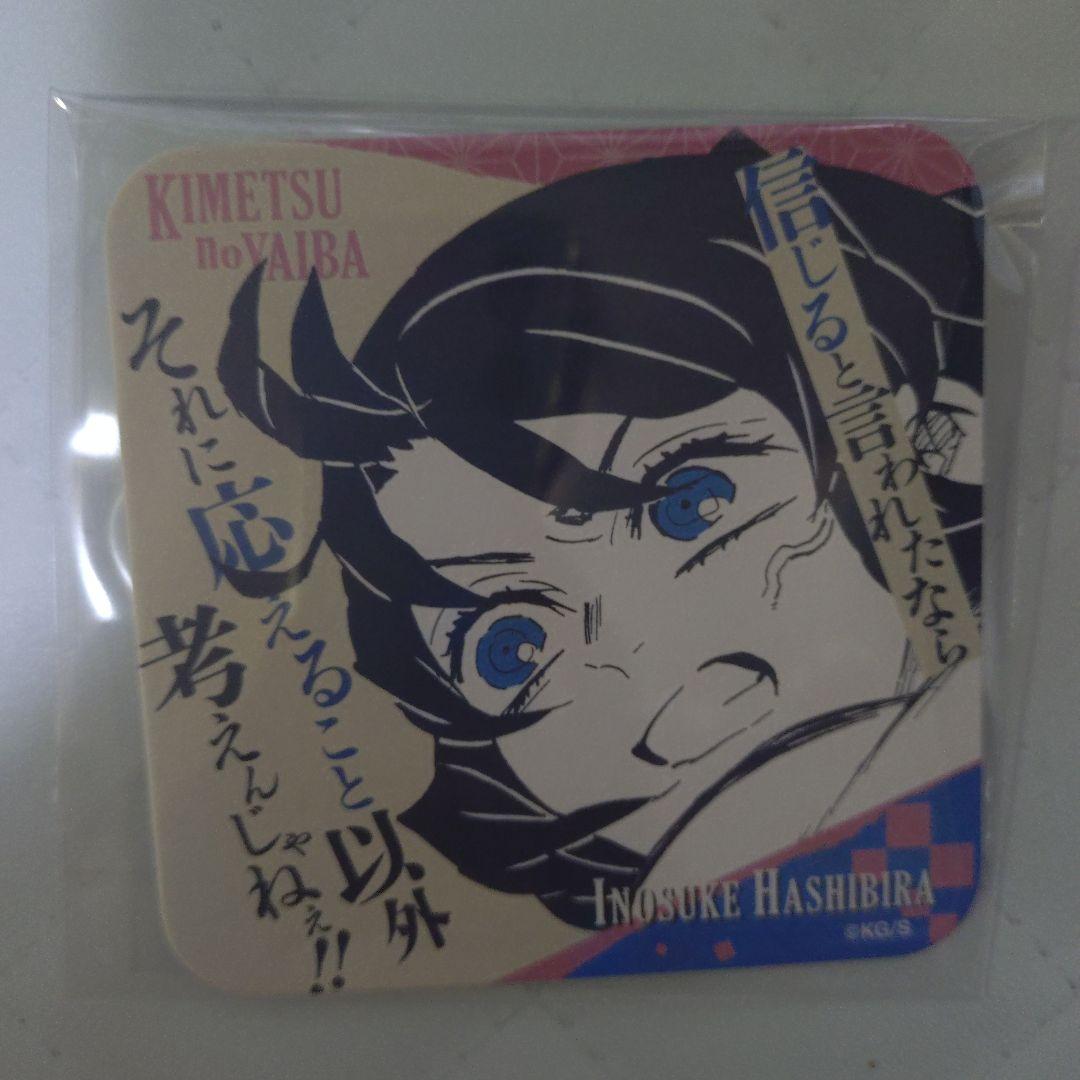 KIMETSU
no YAIBA
信じると言われたなら
それに応えること以外
考えんじゃねぇ!!
INOSUKE HASHIBIRA
©KG/S